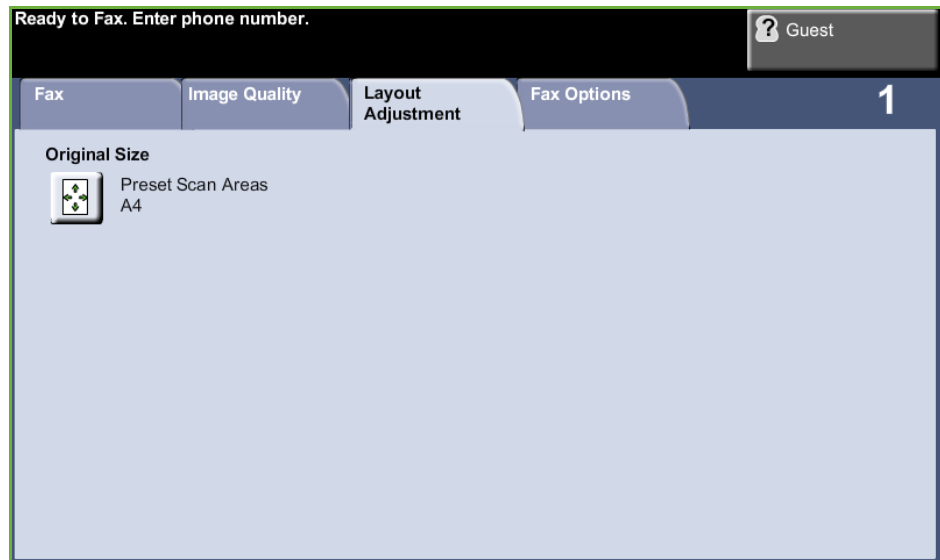 Ready to Fax. Enter phone number.
? Guest
Fax
Image Quality
Layout
Adjustment
Fax Options
1
Original Size
Preset Scan Areas
A4